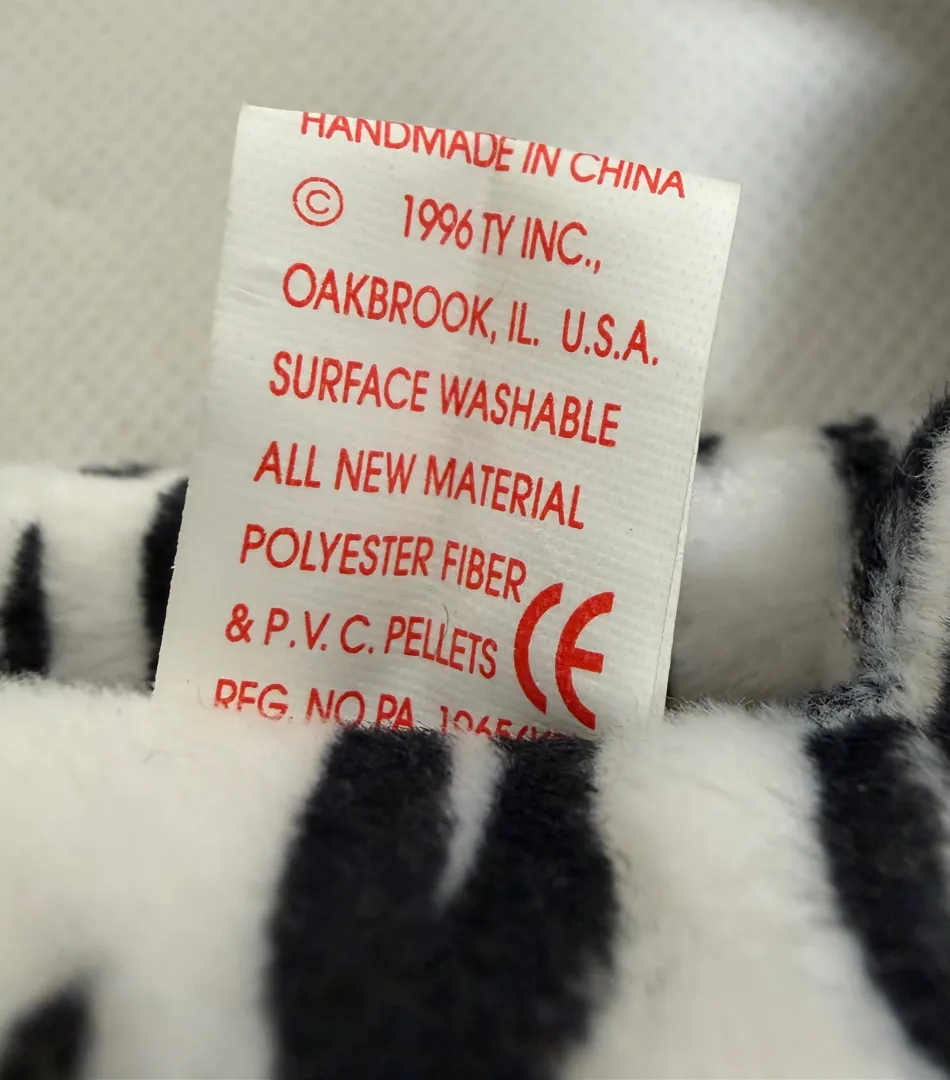 HANDMADE IN CHINA
© 1996 TY INC.,
OAKBROOK, IL. U.S.A.
SURFACE WASHABLE
ALL NEW MATERIAL
POLYESTER FIBER
& P.V.C. PELLETS CE
REG. NO PA. 1965